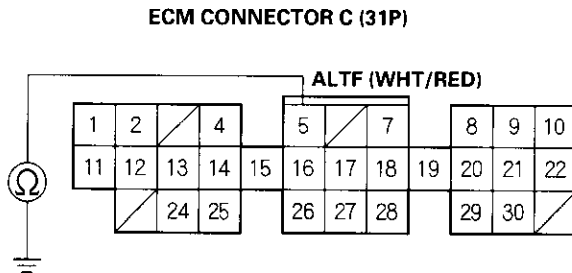 ECM CONNECTOR C (31P)
ALTF (WHT/RED)
1 2 4 5 7 8 9 10
11 12 13 14 15 16 17 18 19 20 21 22
24 25 26 27 28 29 30
Ω